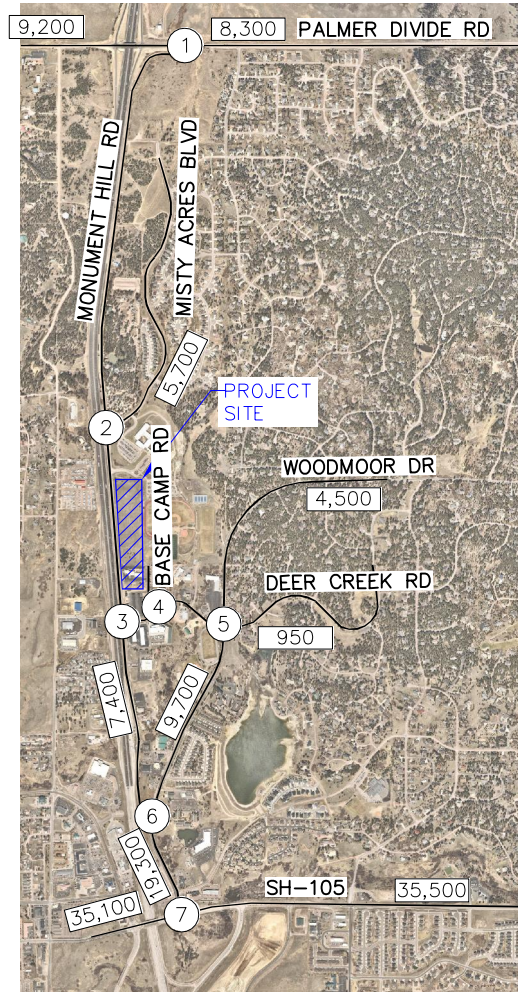 9,200
8,300
PALMER DIVIDE RD
1
MONUMENT HILL RD
MISTY ACRES BLVD
5,700
PROJECT
SITE
2
BASE CAMP RD
WOODMOOR DR
4,500
DEER CREEK RD
4
3
5
950
7,400
9,700
6
19,300
SH-105
35,500
35,100
7